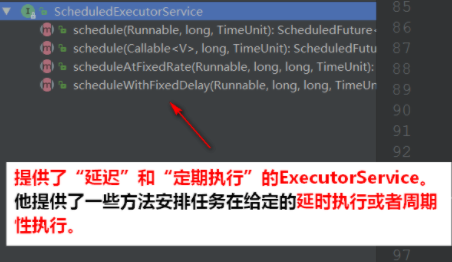 ScheduledExecutorService
schedule(Runnable, long, TimeUnit): ScheduledFuture
schedule(Callable<V>, long, TimeUnit): ScheduledFutu
scheduleAtFixedRate(Runnable, long, long, TimeUnit):
scheduleWithFixedDelay(Runnable, long, long, TimeUn
85
86
87
88
89
90
91
92
提供了“延迟”和“定期执行”的ExecutorService。
他提供了一些方法安排任务在给定的延时执行或者周期
性执行。
97